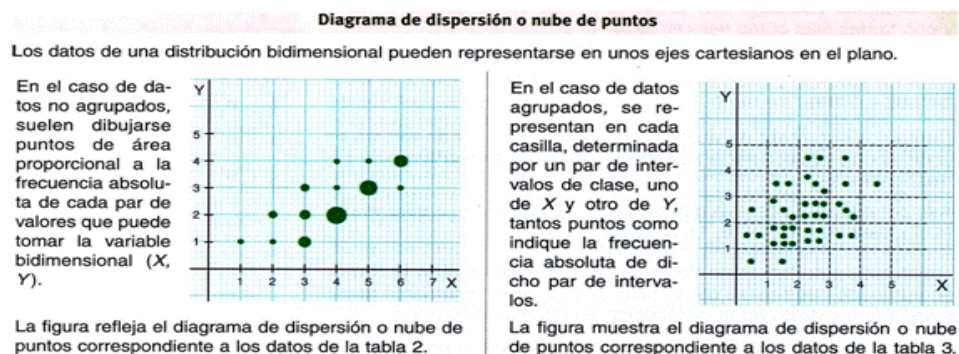 Diagrama de dispersión o nube de puntos
Los datos de una distribución bidimensional pueden representarse en unos ejes cartesianos en el plano.
En el caso de da-
tos no agrupados,
suelen dibujarse
puntos de área
proporcional a la
frecuencia absolu-
ta de cada par de
valores que puede
tomar la variable
bidimensional (X,
Y).
Y
5
4
3
2
1
1 2 3 4 5 6 7 X
La figura refleja el diagrama de dispersión o nube de
puntos correspondiente a los datos de la tabla 2.
En el caso de datos
agrupados, se re-
presentan en cada
casilla, determinada
por un par de inter-
valos de clase, uno
de X y otro de Y,
tantos puntos como
indique la frecuen-
cia absoluta de di-
cho par de interva-
los.
Y
5
4
3
2
1
1 2 3 4 5 X
La figura muestra el diagrama de dispersión o nube
de puntos correspondiente a los datos de la tabla 3.